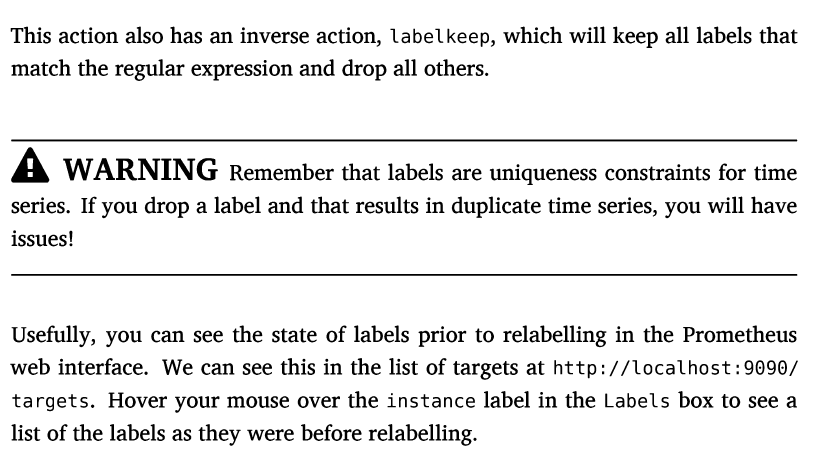 This action also has an inverse action, labelkeep, which will keep all labels that
match the regular expression and drop all others.
WARNING Remember that labels are uniqueness constraints for time
series. If you drop a label and that results in duplicate time series, you will have
issues!
Usefully, you can see the state of labels prior to relabelling in the Prometheus
web interface. We can see this in the list of targets at http://localhost:9090/
targets. Hover your mouse over the instance label in the Labels box to see a
list of the labels as they were before relabelling.